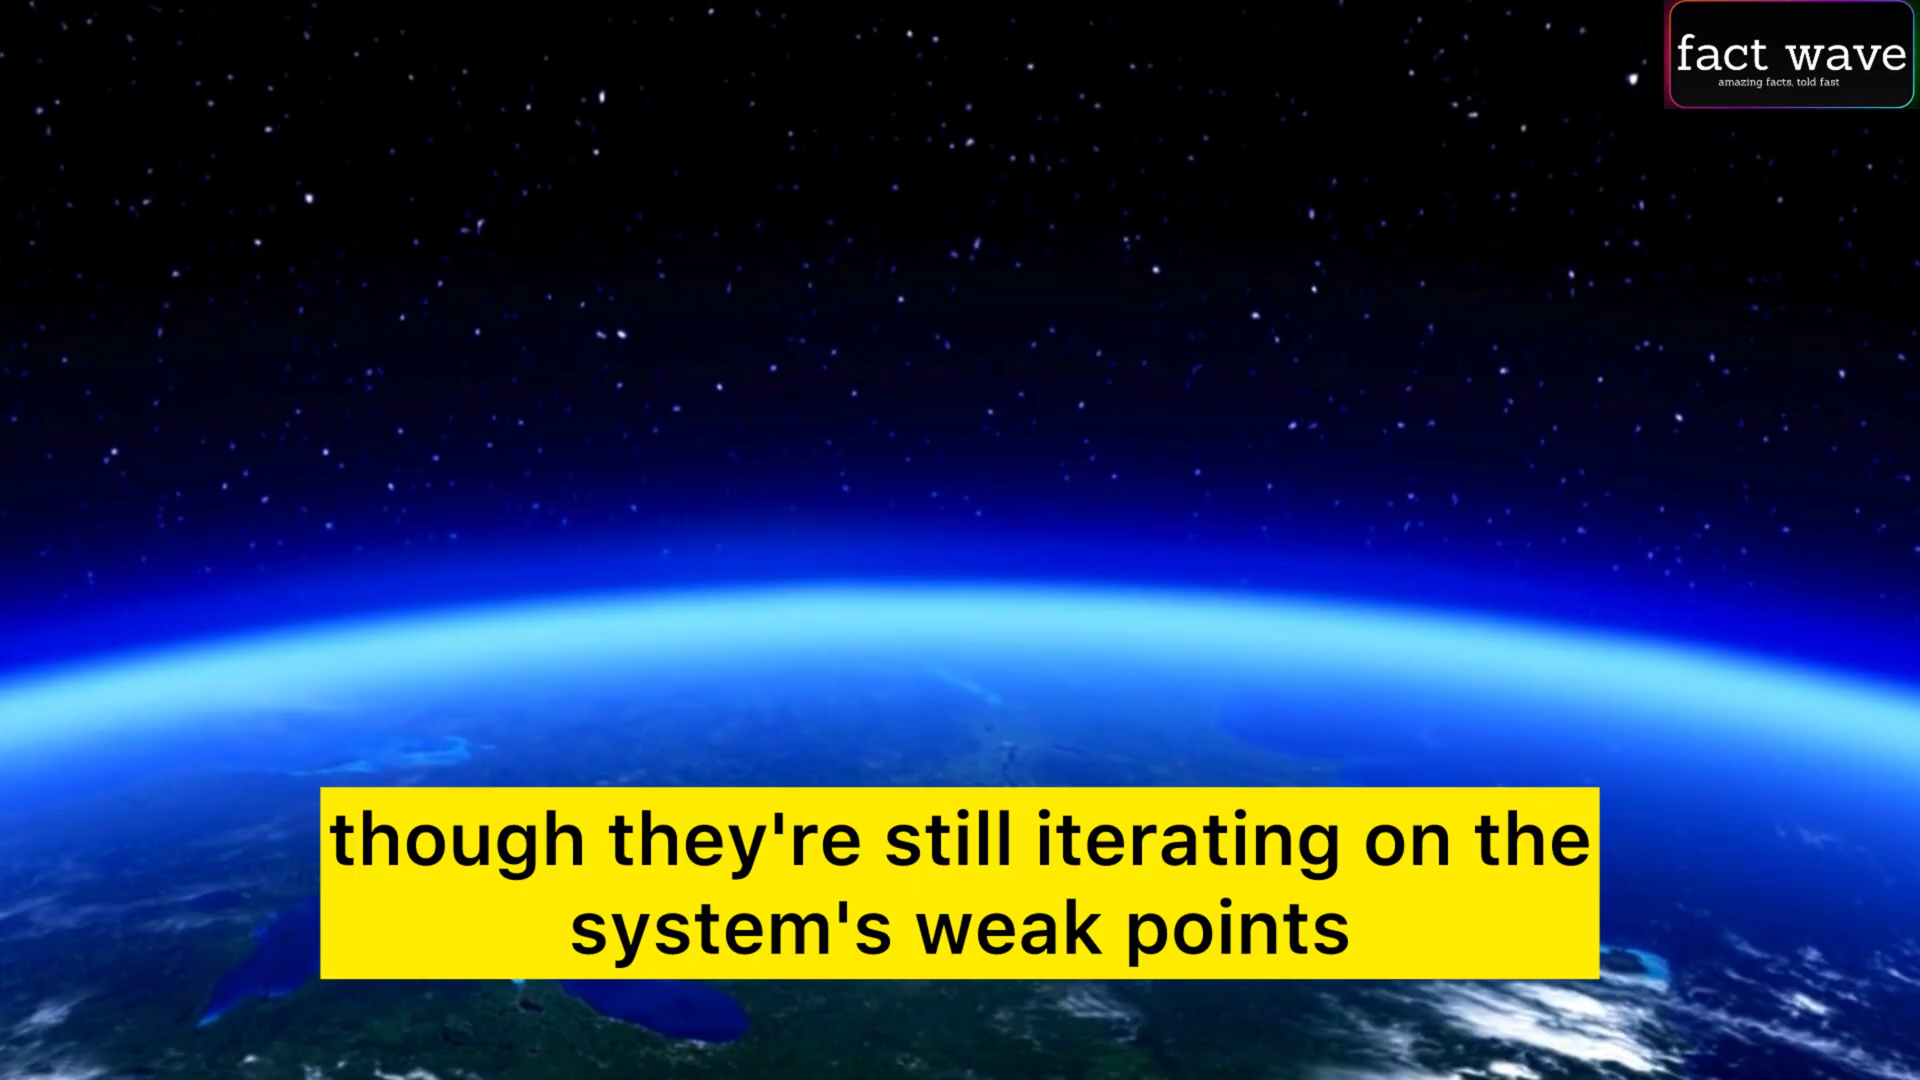 fact wave
amazing facts, told fast
though they're still iterating on the
system's weak points